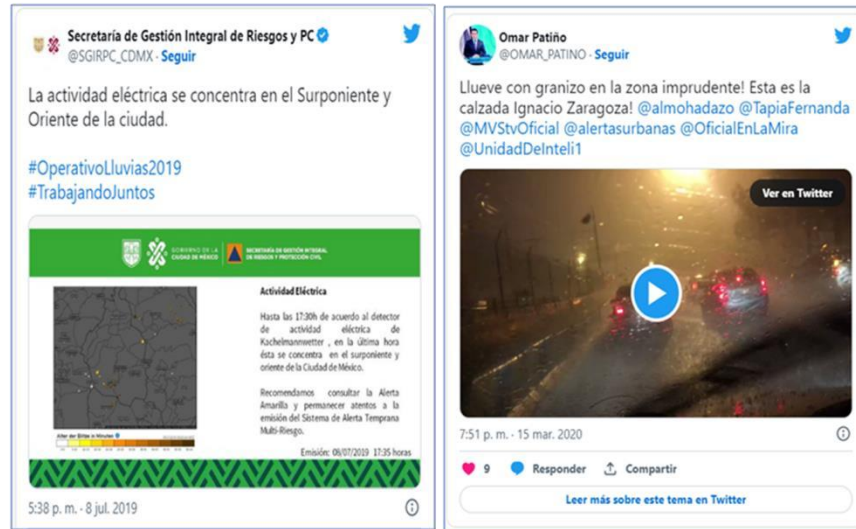 Secretaría de Gestión Integral de Riesgos y PC
@SGIRPC_CDMX · Seguir
La actividad eléctrica se concentra en el Surponiente y
Oriente de la ciudad.
#OperativoLluvias2019
#TrabajandoJuntos
GOBIERNO DE LA
CIUDAD DE MÉXICO
SECRETARÍA DE GESTIÓN INTEGRAL
DE RIESGOS Y PROTECCIÓN CIVIL
Actividad Eléctrica
Hasta las 17:30h de acuerdo al detector
de actividad eléctrica de
Kachelmannwetter , en la última hora
ésta se concentra en el surponiente y
oriente de la Ciudad de México.
Recomendamos consultar la Alerta
Amarilla y permanecer atentos a la
emisión del Sistema de Alerta Temprana
Multi-Riesgo.
Emisión: 08/07/2019 17:35 horas
Alter der Blitze in Minuten
5:38 p. m. · 8 jul. 2019
Omar Patiño
@OMAR_PATINO · Seguir
Llueve con granizo en la zona imprudente! Esta es la
calzada Ignacio Zaragoza! @almohadazo @TapiaFernanda
@MVStvOficial @alertasurbanas @OficialEnLaMira
@UnidadDeInteli1
Ver en Twitter
7:51 p. m. · 15 mar. 2020
9 Responder Compartir
Leer más sobre este tema en Twitter